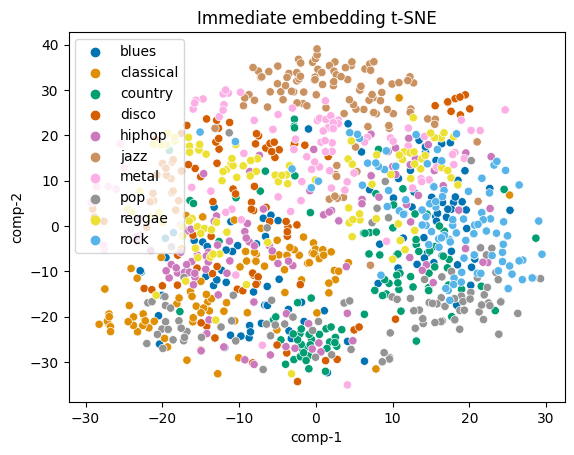 Immediate embedding t-SNE
40
30
20
10
0
−10
−20
−30
comp-2
blues
classical
country
disco
hiphop
jazz
metal
pop
reggae
rock
−30
−20
−10
0
10
20
30
comp-1